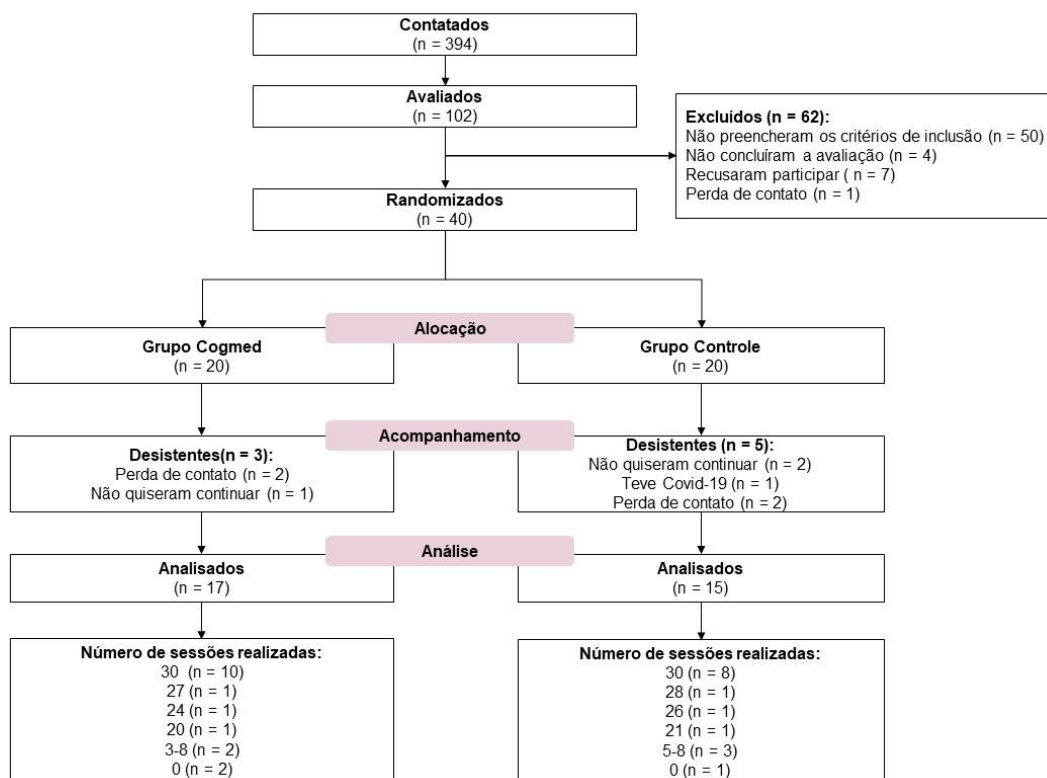 Contatados
(n = 394)
Avaliados
(n = 102)
Excluídos (n = 62):
Não preencheram os critérios de inclusão (n = 50)
Não concluíram a avaliação (n = 4)
Recusaram participar ( n = 7)
Perda de contato (n = 1)
Randomizados
(n = 40)
Alocação
Grupo Cogmed
(n = 20)
Grupo Controle
(n = 20)
Acompanhamento
Desistentes(n = 3):
Perda de contato (n = 2)
Não quiseram continuar (n = 1)
Desistentes (n = 5):
Não quiseram continuar (n = 2)
Teve Covid-19 (n = 1)
Perda de contato (n = 2)
Análise
Analisados
(n = 17)
Analisados
(n = 15)
Número de sessões realizadas:
30 (n = 10)
27 (n = 1)
24 (n = 1)
20 (n = 1)
3-8 (n = 2)
0 (n = 2)
Número de sessões realizadas:
30 (n = 8)
28 (n = 1)
26 (n = 1)
21 (n = 1)
5-8 (n = 3)
0 (n = 1)